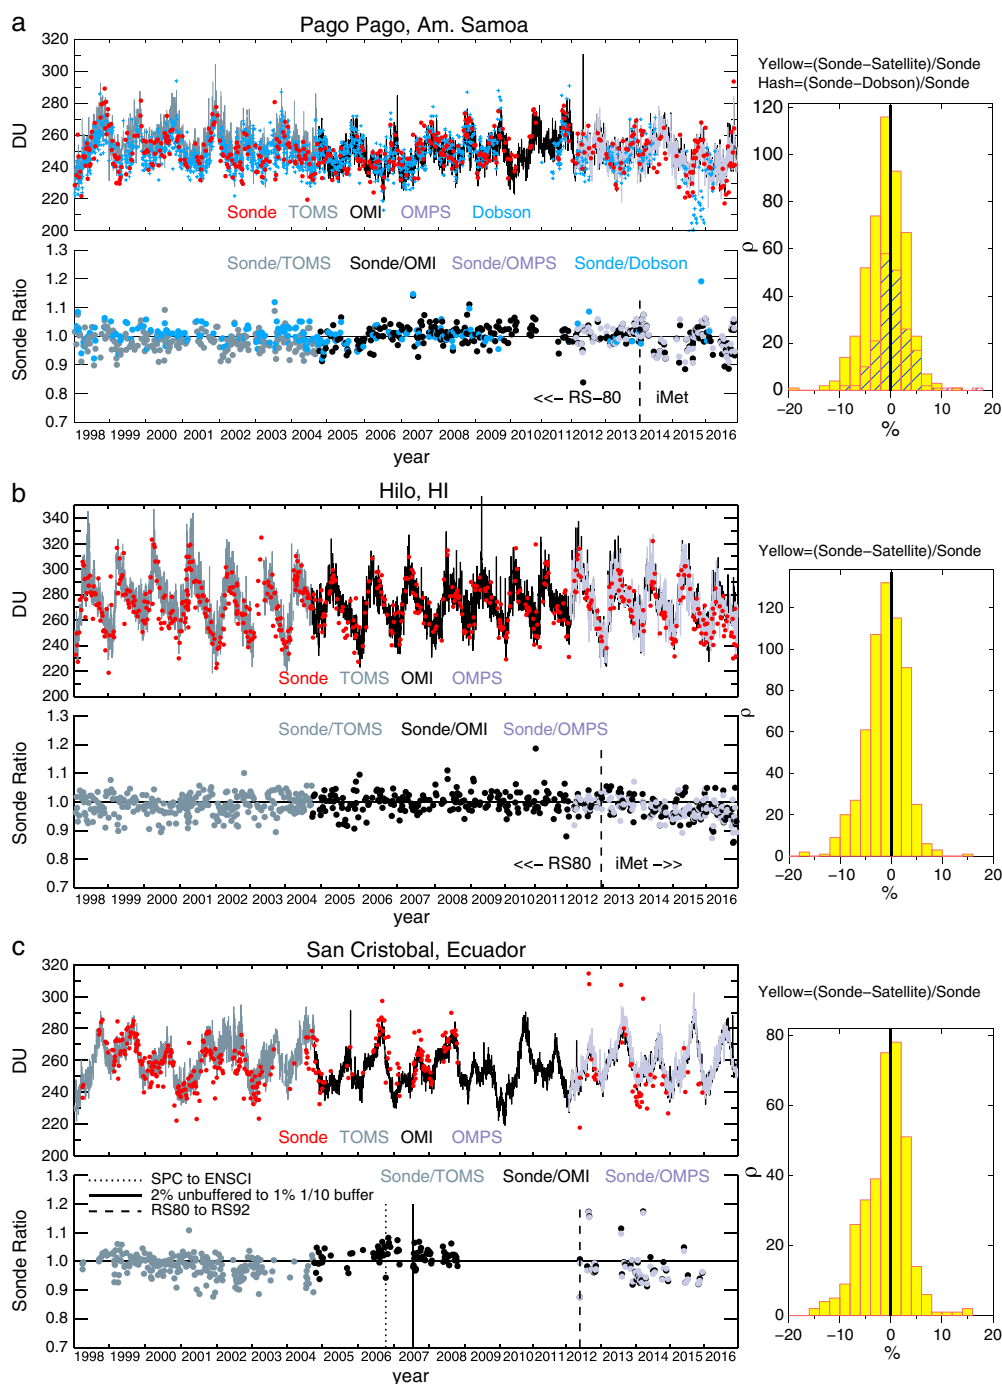 a
Pago Pago, Am. Samoa
320
280
260
240
220
200
DU
Sonde TOMS OMI OMPS Dobson
1.3
1.2
1.1
1.0
0.9
0.8
0.7
Sonde Ratio
Sonde/TOMS Sonde/OMI Sonde/OMPS Sonde/Dobson
<<- RS-80 iMet
1998 1999 2000 2001 2002 2003 2004 2005 2006 2007 2008 2009 2010 2011 2012 2013 2014 2015 2016
year
Yellow=(Sonde-Satellite)/Sonde
Hash=(Sonde-Dobson)/Sonde
120
100
80
60
40
20
0
ρ
-20 -10 0 10 20
%
b
Hilo, HI
340
320
300
280
260
240
220
200
DU
Sonde TOMS OMI OMPS
1.3
1.2
1.1
1.0
0.9
0.8
0.7
Sonde Ratio
Sonde/TOMS Sonde/OMI Sonde/OMPS
<<- RS80 iMet ->>
1998 1999 2000 2001 2002 2003 2004 2005 2006 2007 2008 2009 2010 2011 2012 2013 2014 2015 2016
year
Yellow=(Sonde-Satellite)/Sonde
120
100
80
60
40
20
0
ρ
-20 -10 0 10 20
%
c
San Cristobal, Ecuador
320
280
260
240
220
200
DU
Sonde TOMS OMI OMPS
1.3
1.2
1.1
1.0
0.9
0.8
0.7
Sonde Ratio
SPC to ENSCI
2% unbuffered to 1% 1/10 buffer
RS80 to RS92
Sonde/TOMS Sonde/OMI Sonde/OMPS
1998 1999 2000 2001 2002 2003 2004 2005 2006 2007 2008 2009 2010 2011 2012 2013 2014 2015 2016
year
Yellow=(Sonde-Satellite)/Sonde
80
60
40
20
0
ρ
-20 -10 0 10 20
%